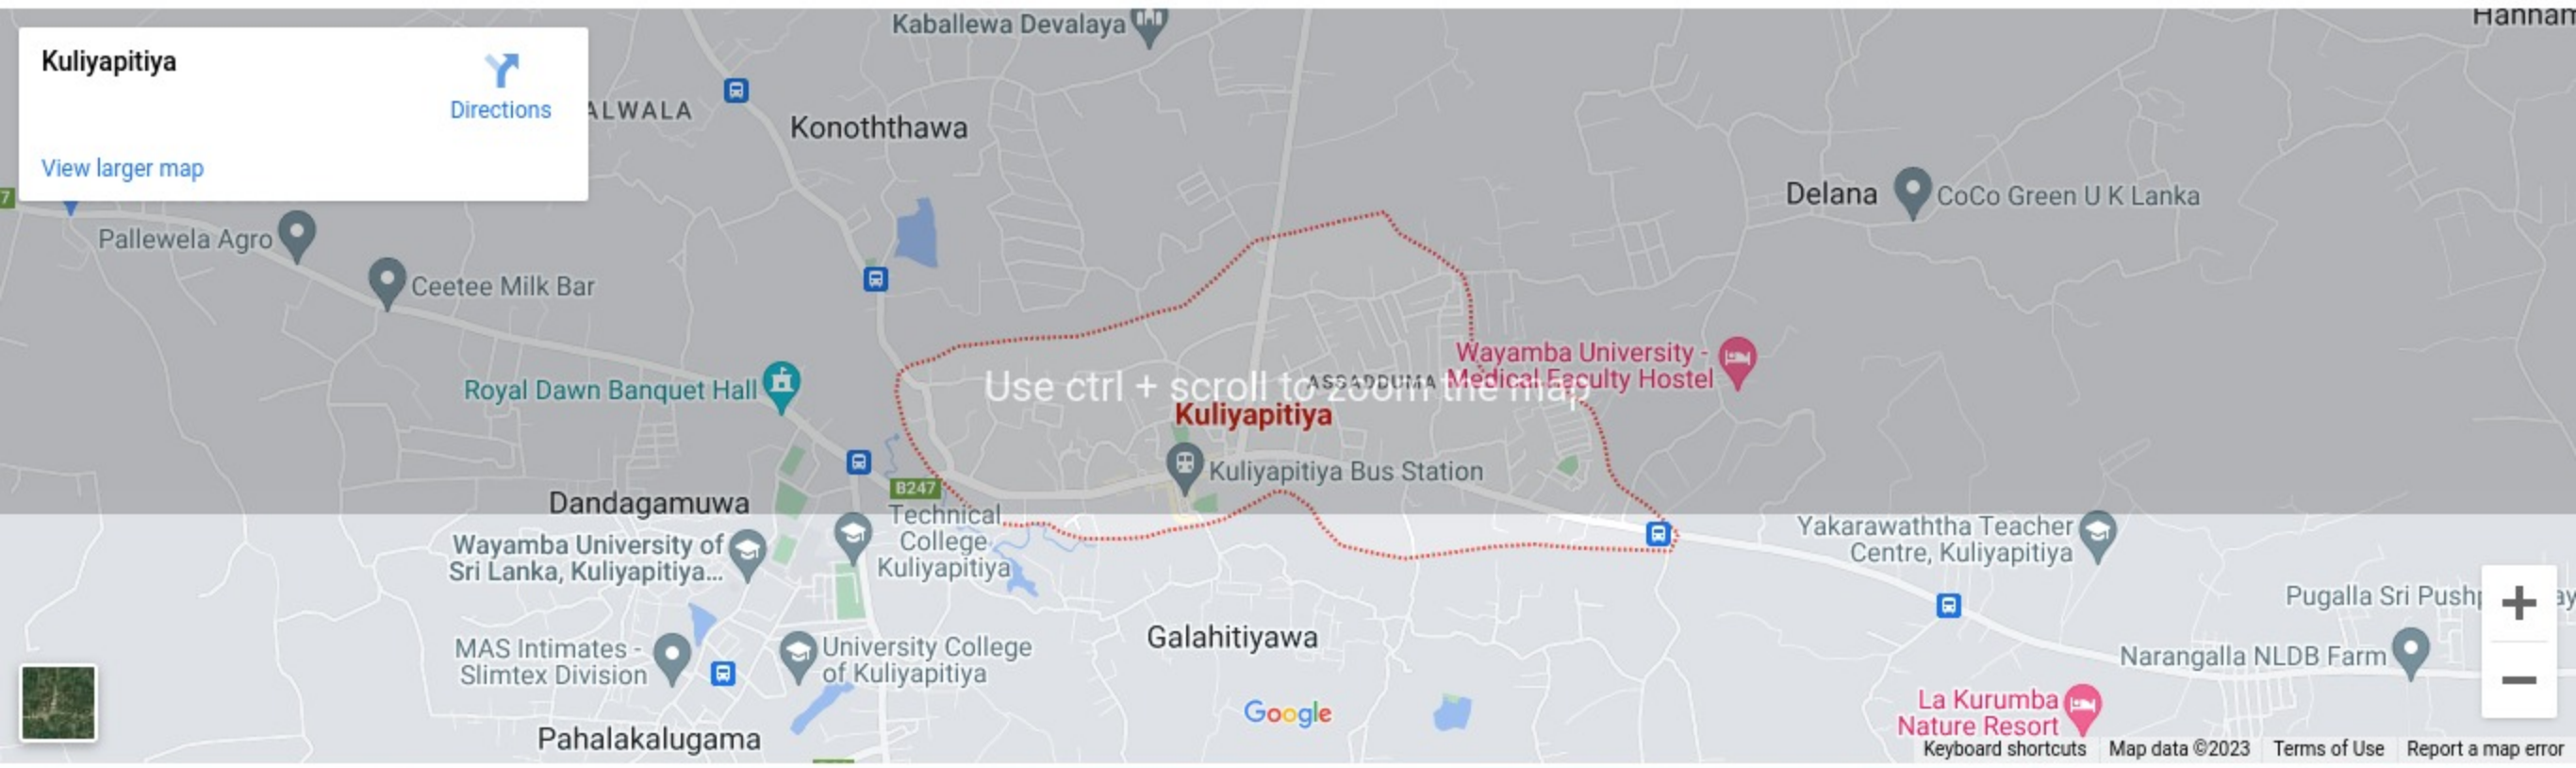 Kaballewa Devalaya
Kuliyapitiya
Directions
View larger map
ALWALA
Konoththawa
7
Delana
CoCo Green U K Lanka
Pallewela Agro
Ceetee Milk Bar
Royal Dawn Banquet Hall
Wayamba University -
Medical Faculty Hostel
ASSADDUMA
Use ctrl + scroll to zoom the map
Kuliyapitiya
Kuliyapitiya Bus Station
B247
Dandagamuwa
Technical
College
Kuliyapitiya
Wayamba University of
Sri Lanka, Kuliyapitiya...
Yakarawaththa Teacher
Centre, Kuliyapitiya
Pugalla Sri Pushp
MAS Intimates -
Slimtex Division
University College
of Kuliyapitiya
Galahitiyawa
Narangalla NLDB Farm
La Kurumba
Nature Resort
Google
Pahalakalugama
Keyboard shortcuts
Map data ©2023
Terms of Use
Report a map error